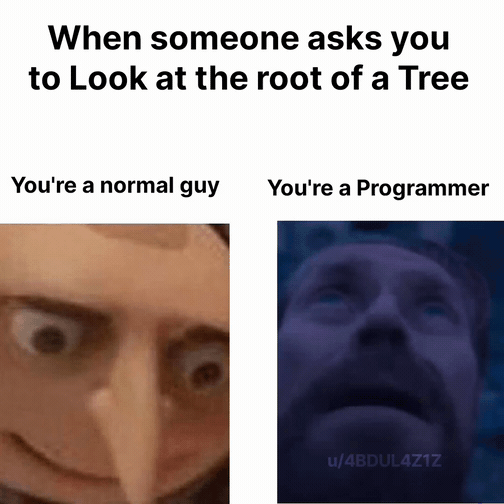 When someone asks you
to Look at the root of a Tree
You're a normal guy
You're a Programmer
u/4BDUL4Z1Z